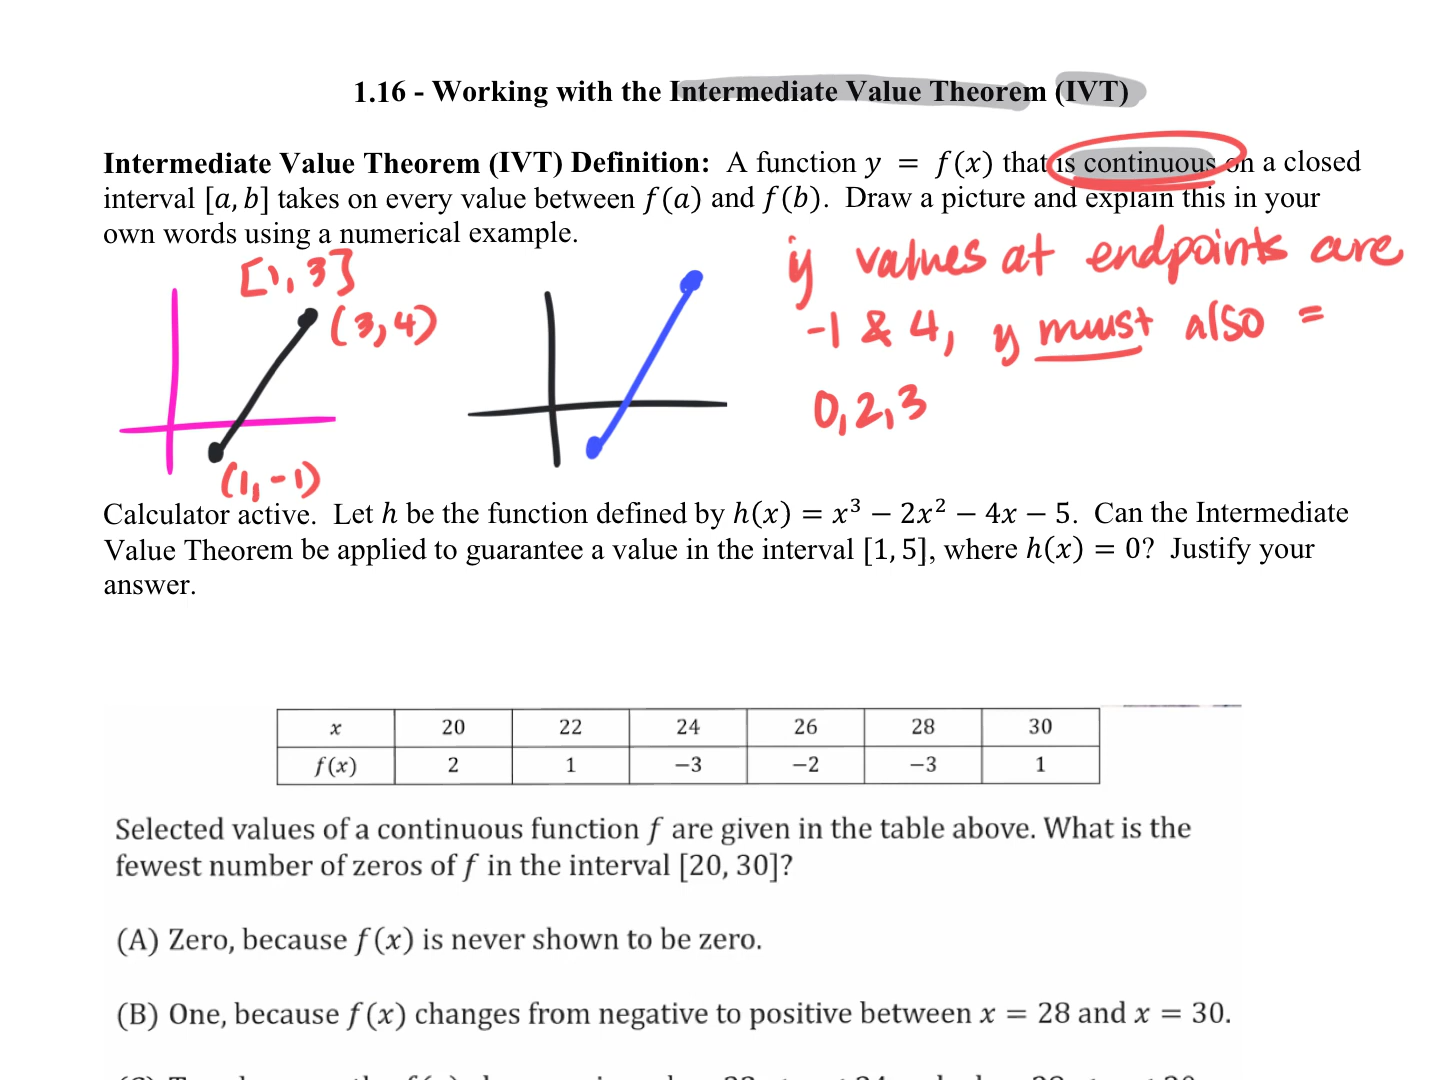 1.16 - Working with the Intermediate Value Theorem (IVT)
Intermediate Value Theorem (IVT) Definition: A function y = f(x) that is continuous on a closed
interval [a, b] takes on every value between f(a) and f(b). Draw a picture and explain this in your
own words using a numerical example.
[1, 3]
(3,4)
(1,-1)
y values at endpoints are
-1 & 4, y must also =
0,2,3
Calculator active. Let h be the function defined by h(x) = x³ − 2x² − 4x − 5. Can the Intermediate
Value Theorem be applied to guarantee a value in the interval [1, 5], where h(x) = 0? Justify your
answer.
x 20 22 24 26 28 30
f(x) 2 1 −3 −2 −3 1
Selected values of a continuous function f are given in the table above. What is the
fewest number of zeros of f in the interval [20, 30]?
(A) Zero, because f(x) is never shown to be zero.
(B) One, because f(x) changes from negative to positive between x = 28 and x = 30.